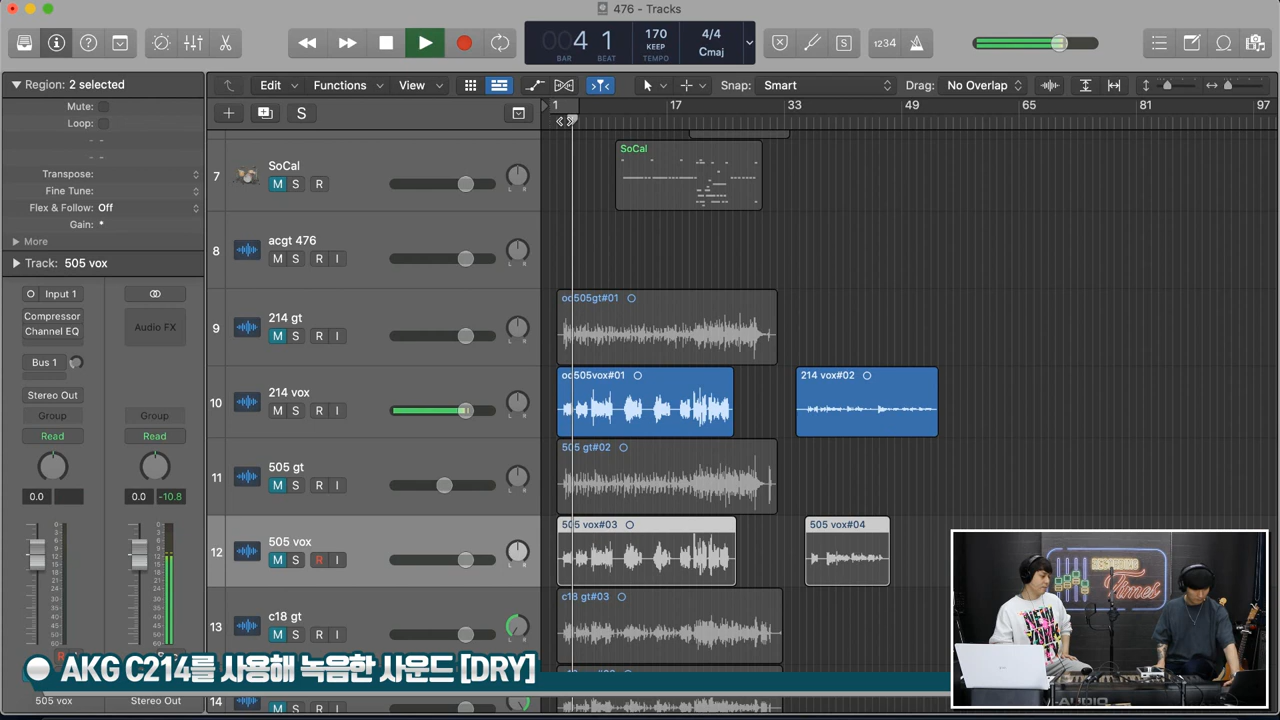 476 - Tracks
4 1
BAR BEAT
170
KEEP
TEMPO
4/4
Cmaj
1234
S
Region: 2 selected
Edit
Functions
View
Snap: Smart
Drag: No Overlap
Mute:
Loop:
Transpose:
Fine Tune:
Flex & Follow: Off
Gain:
More
Track: 505 vox
S
1 17 33 49 65 81 97
7
SoCal
M S R
L R
SoCal
8
acgt 476
M S R I
L R
9
214 gt
M S R I
L R
oc505gt#01
10
214 vox
M S R I
L R
oc505vox#01
214 vox#02
11
505 gt
M S R I
L R
505 gt#02
12
505 vox
M S R I
L R
505 vox#03
505 vox#04
13
c18 gt
M S R I
L R
c18 gt#03
14
Input 1
Compressor
Channel EQ
Audio FX
Bus 1
Stereo Out
Group
Group
Read
Read
0.0
0.0 -10.8
505 vox
Stereo Out
AKG C214를 사용해 녹음한 사운드 [DRY]
Times
M-AUDIO